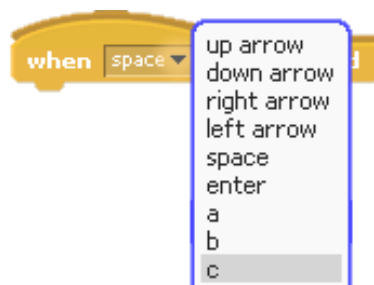 when space
up arrow
down arrow
right arrow
left arrow
space
enter
a
b
c